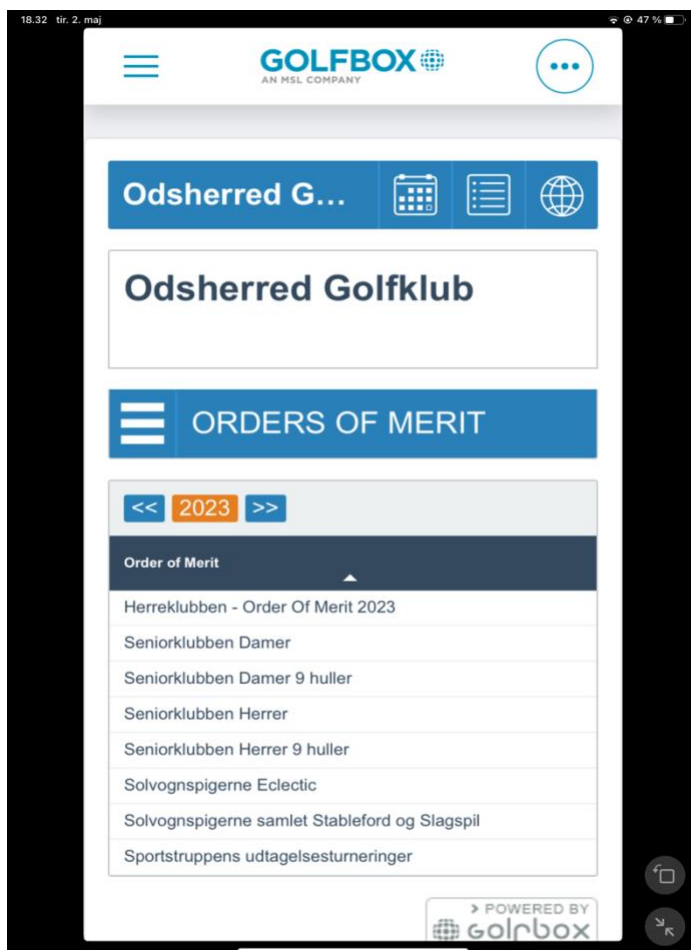 18.32 tir. 2. maj
47 %
GOLFBOX
AN MSL COMPANY
Odsherred G...
Odsherred Golfklub
ORDERS OF MERIT
<< 2023 >>
Order of Merit
Herreklubben - Order Of Merit 2023
Seniorklubben Damer
Seniorklubben Damer 9 huller
Seniorklubben Herrer
Seniorklubben Herrer 9 huller
Solvognspigerne Eclectic
Solvognspigerne samlet Stableford og Slagspil
Sportstruppens udtagelsesturneringer
> POWERED BY
GOLFBOX